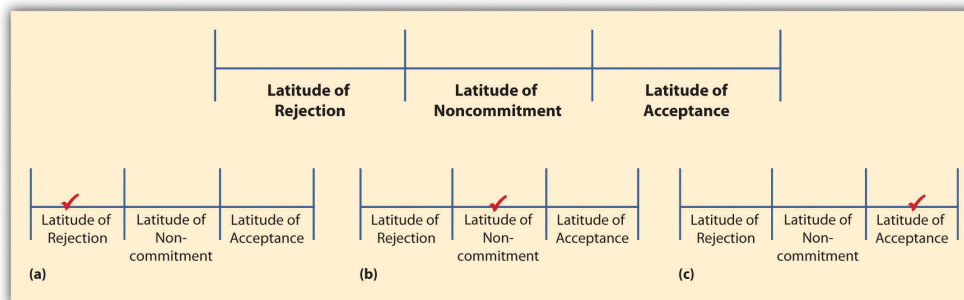 Latitude of Rejection
Latitude of Noncommitment
Latitude of Acceptance
Latitude of Rejection
Latitude of Non-commitment
Latitude of Acceptance
(a)
Latitude of Rejection
Latitude of Non-commitment
Latitude of Acceptance
(b)
Latitude of Rejection
Latitude of Non-commitment
Latitude of Acceptance
(c)